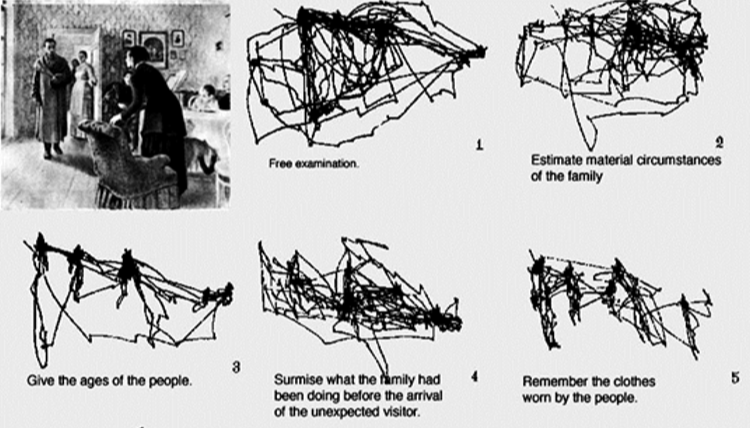 1
Free examination.
2
Estimate material circumstances
of the family
3
Give the ages of the people.
4
Surmise what the family had
been doing before the arrival
of the unexpected visitor.
5
Remember the clothes
worn by the people.